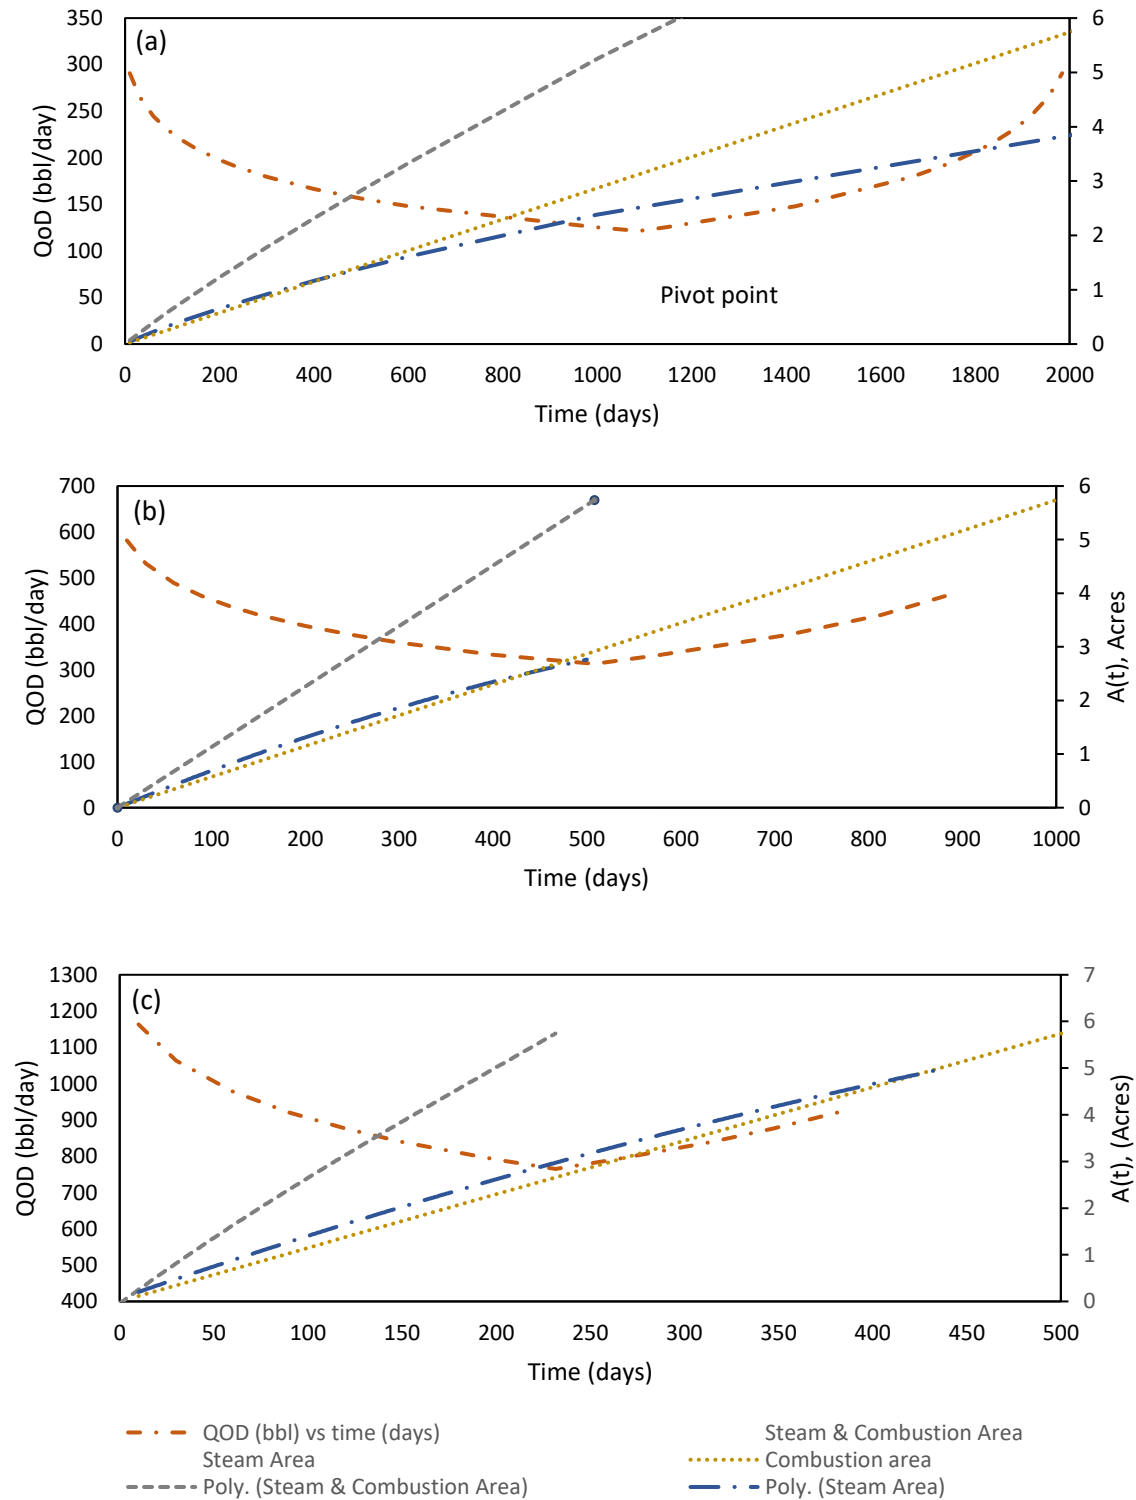 (a)
350
300
250
200
150
100
50
0
QoD (bbl/day)
6
5
4
3
2
1
0
Pivot point
0 200 400 600 800 1000 1200 1400 1600 1800 2000
Time (days)
(b)
700
600
500
400
300
200
100
0
QOD (bbl/day)
6
5
4
3
2
1
0
A(t), Acres
0 100 200 300 400 500 600 700 800 900 1000
Time (days)
(c)
1300
1200
1100
1000
900
800
700
600
500
400
QOD (bbl/day)
7
6
5
4
3
2
1
0
A(t), (Acres)
0 50 100 150 200 250 300 350 400 450 500
Time (days)
QOD (bbl) vs time (days) Steam & Combustion Area
Steam Area Combustion area
Poly. (Steam & Combustion Area) Poly. (Steam Area)